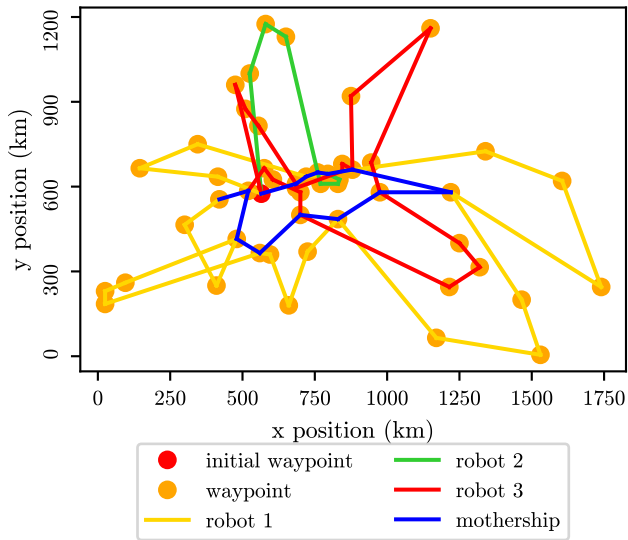 1200
900
600
300
0
y position (km)
0 250 500 750 1000 1250 1500 1750
x position (km)
initial waypoint
waypoint
robot 1
robot 2
robot 3
mothership